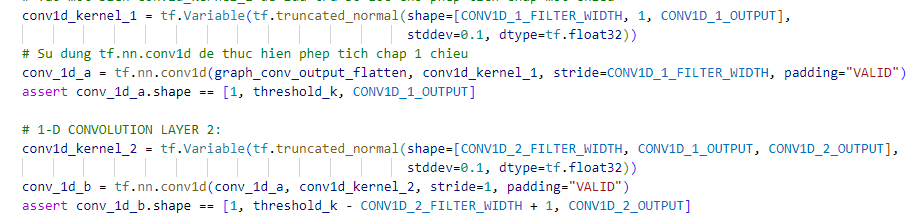 conv1d_kernel_1 = tf.Variable(tf.truncated_normal(shape=[CONV1D_1_FILTER_WIDTH, 1, CONV1D_1_OUTPUT],
stddev=0.1, dtype=tf.float32))
# Su dung tf.nn.conv1d de thuc hien phep tich chap 1 chieu
conv_1d_a = tf.nn.conv1d(graph_conv_output_flatten, conv1d_kernel_1, stride=CONV1D_1_FILTER_WIDTH, padding="VALID")
assert conv_1d_a.shape == [1, threshold_k, CONV1D_1_OUTPUT]
# 1-D CONVOLUTION LAYER 2:
conv1d_kernel_2 = tf.Variable(tf.truncated_normal(shape=[CONV1D_2_FILTER_WIDTH, CONV1D_1_OUTPUT, CONV1D_2_OUTPUT],
stddev=0.1, dtype=tf.float32))
conv_1d_b = tf.nn.conv1d(conv_1d_a, conv1d_kernel_2, stride=1, padding="VALID")
assert conv_1d_b.shape == [1, threshold_k - CONV1D_2_FILTER_WIDTH + 1, CONV1D_2_OUTPUT]